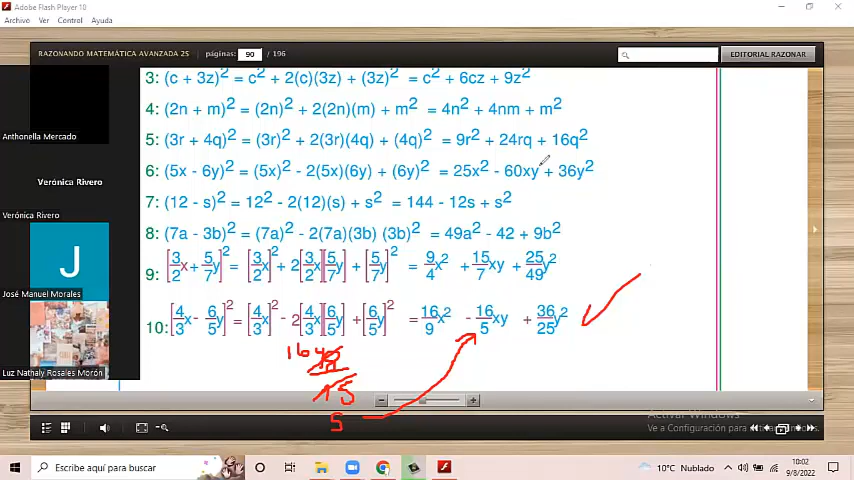 Adobe Flash Player 10
Archivo Ver Control Ayuda
RAZONANDO MATEMÁTICA AVANZADA 25 páginas: 90 / 196 EDITORIAL RAZONAR
3: (c + 3z)² = c² + 2(c)(3z) + (3z)² = c² + 6cz + 9z²
4: (2n + m)² = (2n)² + 2(2n)(m) + m² = 4n² + 4nm + m²
5: (3r + 4q)² = (3r)² + 2(3r)(4q) + (4q)² = 9r² + 24rq + 16q²
6: (5x - 6y)² = (5x)² - 2(5x)(6y) + (6y)² = 25x² - 60xy + 36y²
7: (12 - s)² = 12² - 2(12)(s) + s² = 144 - 12s + s²
8: (7a - 3b)² = (7a)² - 2(7a)(3b) (3b)² = 49a² - 42 + 9b²
9: [3/2x + 5/7y]² = [3/2x]² + 2[3/2x][5/7y] + [5/7y]² = 9/4x² + 15/7xy + 25/49y²
10: [4/3x - 6/5y]² = [4/3x]² - 2[4/3x][6/5y] + [6/5y]² = 16/9x² - 16/5xy + 36/25y²
16
5
5
Anthonella Mercado
Verónica Rivero
Verónica Rivero
J
José Manuel Morales
Luz Nathaly Rosales Morón
Activar Windows
Ve a Configuración para activar Windows.
Escribe aquí para buscar
10°C Nublado
10:02
9/8/2022